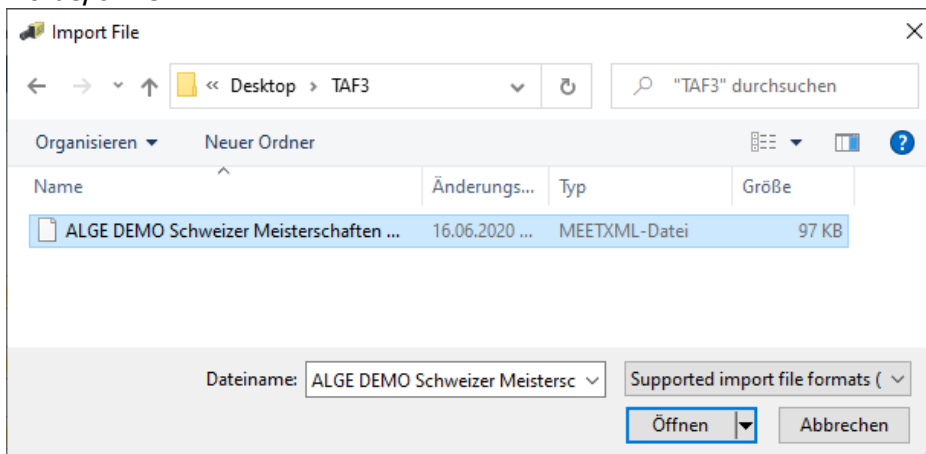 Import File
« Desktop › TAF3 "TAF3" durchsuchen
Organisieren Neuer Ordner
Name Änderungs... Typ Größe
ALGE DEMO Schweizer Meisterschaften ... 16.06.2020 ... MEETXML-Datei 97 KB
Dateiname: ALGE DEMO Schweizer Meistersc Supported import file formats (
Öffnen Abbrechen